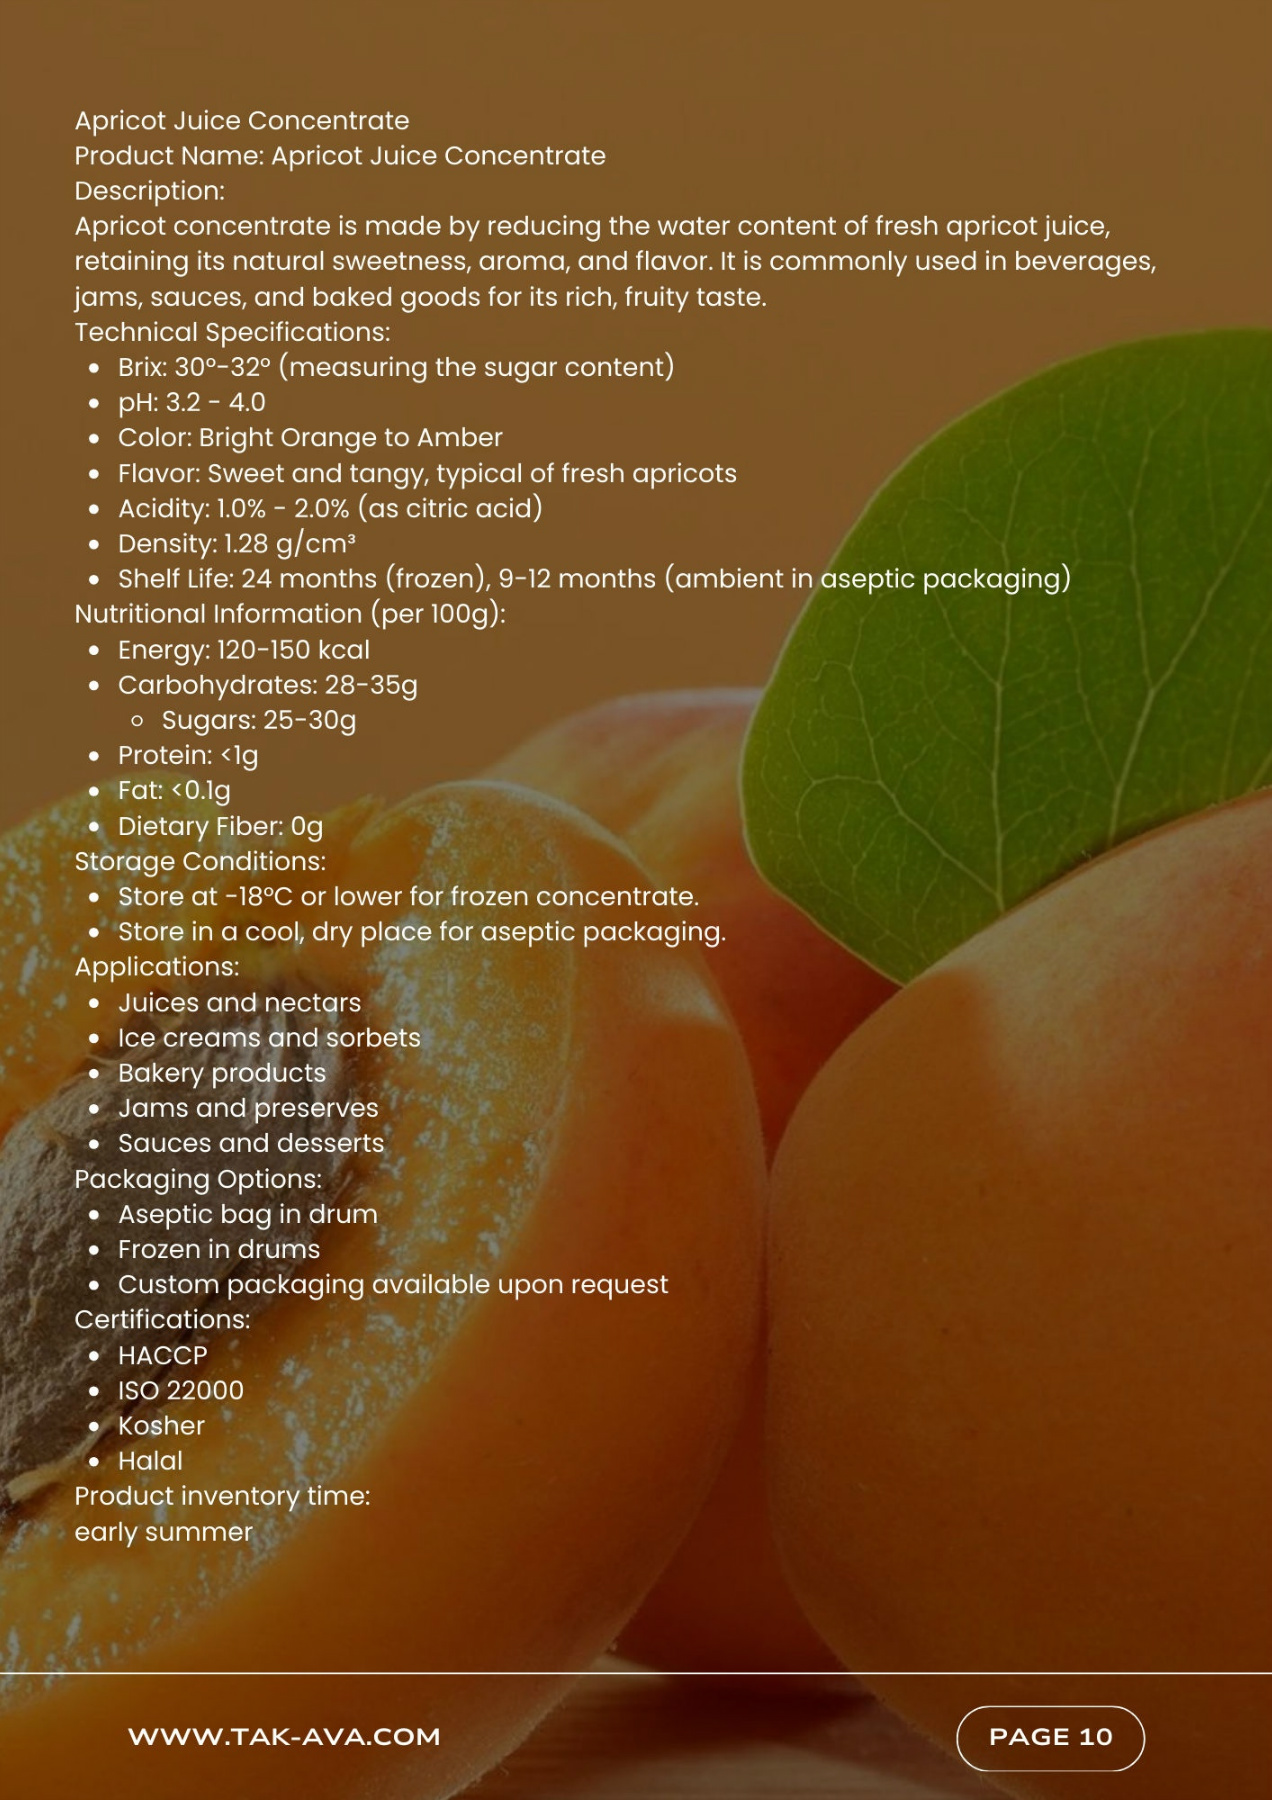 Apricot Juice Concentrate
Product Name: Apricot Juice Concentrate
Description:
Apricot concentrate is made by reducing the water content of fresh apricot juice,
retaining its natural sweetness, aroma, and flavor. It is commonly used in beverages,
jams, sauces, and baked goods for its rich, fruity taste.
Technical Specifications:
• Brix: 30°-32° (measuring the sugar content)
• pH: 3.2 - 4.0
• Color: Bright Orange to Amber
• Flavor: Sweet and tangy, typical of fresh apricots
• Acidity: 1.0% - 2.0% (as citric acid)
• Density: 1.28 g/cm³
• Shelf Life: 24 months (frozen), 9-12 months (ambient in aseptic packaging)
Nutritional Information (per 100g):
• Energy: 120-150 kcal
• Carbohydrates: 28-35g
◦ Sugars: 25-30g
• Protein: <1g
• Fat: <0.1g
• Dietary Fiber: 0g
Storage Conditions:
• Store at -18°C or lower for frozen concentrate.
• Store in a cool, dry place for aseptic packaging.
Applications:
• Juices and nectars
• Ice creams and sorbets
• Bakery products
• Jams and preserves
• Sauces and desserts
Packaging Options:
• Aseptic bag in drum
• Frozen in drums
• Custom packaging available upon request
Certifications:
• HACCP
• ISO 22000
• Kosher
• Halal
Product inventory time:
early summer
WWW.TAK-AVA.COM
PAGE 10